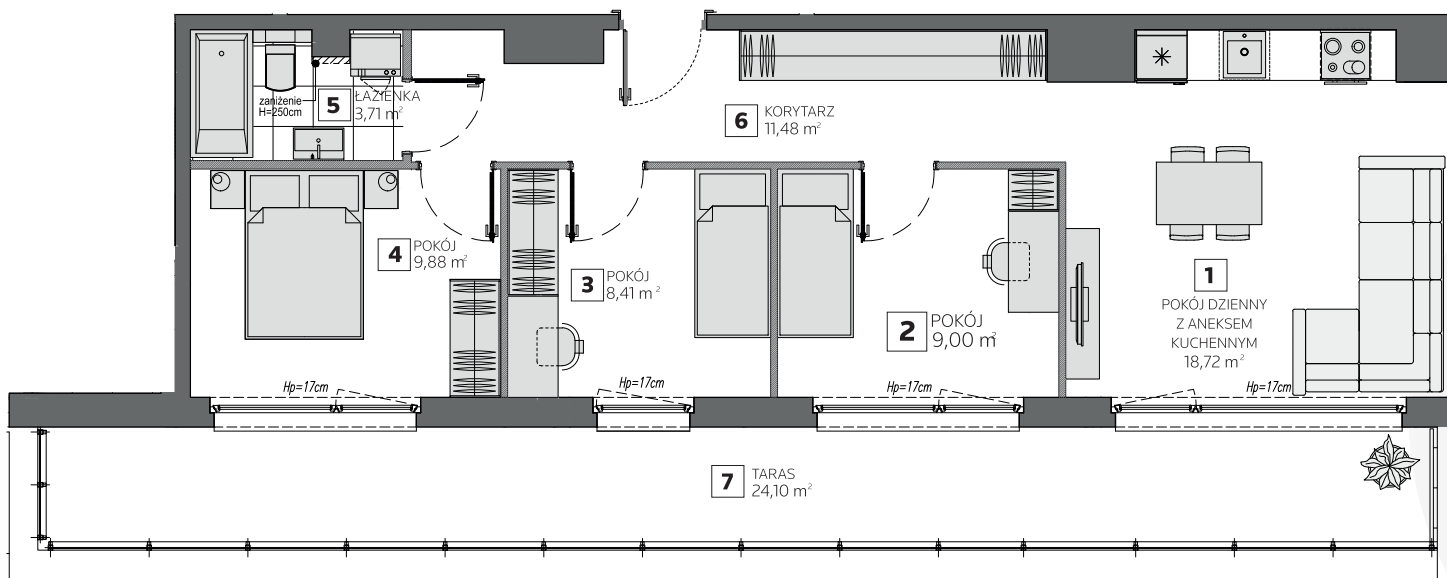 zaniżenie
H=250cm
5 ŁAZIENKA
3,71 m²
6 KORYTARZ
11,48 m²
4 POKÓJ
9,88 m²
3 POKÓJ
8,41 m²
2 POKÓJ
9,00 m²
1
POKÓJ DZIENNY
Z ANEKSEM
KUCHENNYM
18,72 m²
Hp=17cm
Hp=17cm
Hp=17cm
Hp=17cm
7 TARAS
24,10 m²